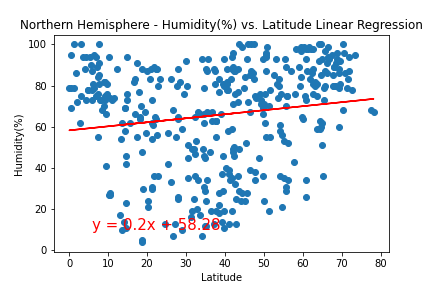 Northern Hemisphere - Humidity(%) vs. Latitude Linear Regression
100
80
60
40
20
0
Humidity(%)
y = 0.2x + 58.28
0 10 20 30 40 50 60 70 80
Latitude